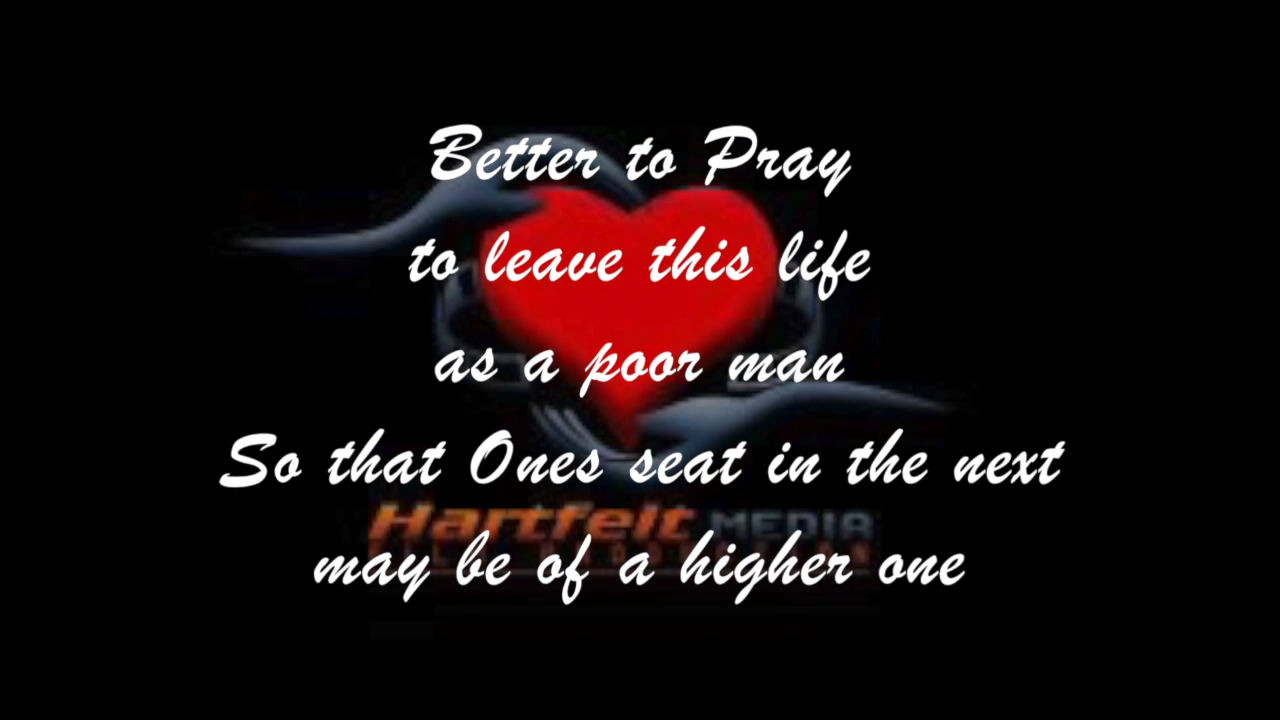 Better to Pray
to leave this life
as a poor man
So that Ones seat in the next
Hartfelt MEDIA
may be of a higher one